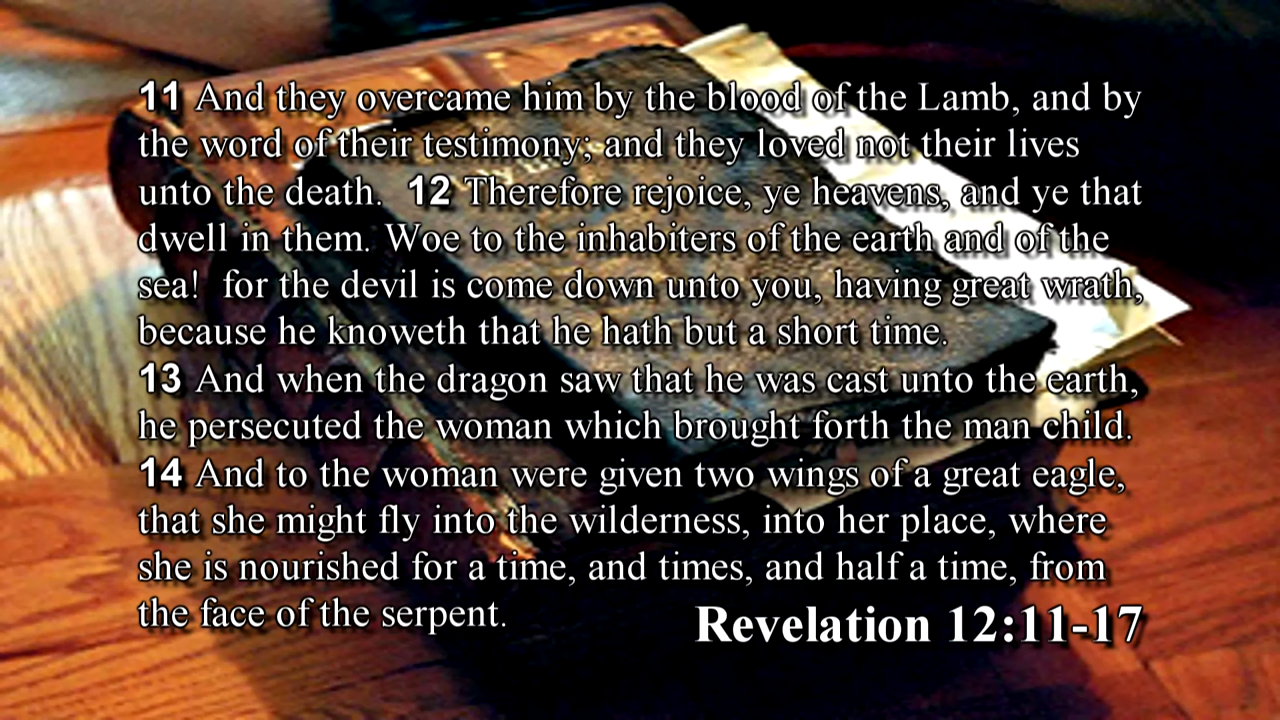 11 And they overcame him by the blood of the Lamb, and by
the word of their testimony; and they loved not their lives
unto the death.  12 Therefore rejoice, ye heavens, and ye that
dwell in them. Woe to the inhabiters of the earth and of the
sea!  for the devil is come down unto you, having great wrath,
because he knoweth that he hath but a short time.
13 And when the dragon saw that he was cast unto the earth,
he persecuted the woman which brought forth the man child.
14 And to the woman were given two wings of a great eagle,
that she might fly into the wilderness, into her place, where
she is nourished for a time, and times, and half a time, from
the face of the serpent.
Revelation 12:11-17